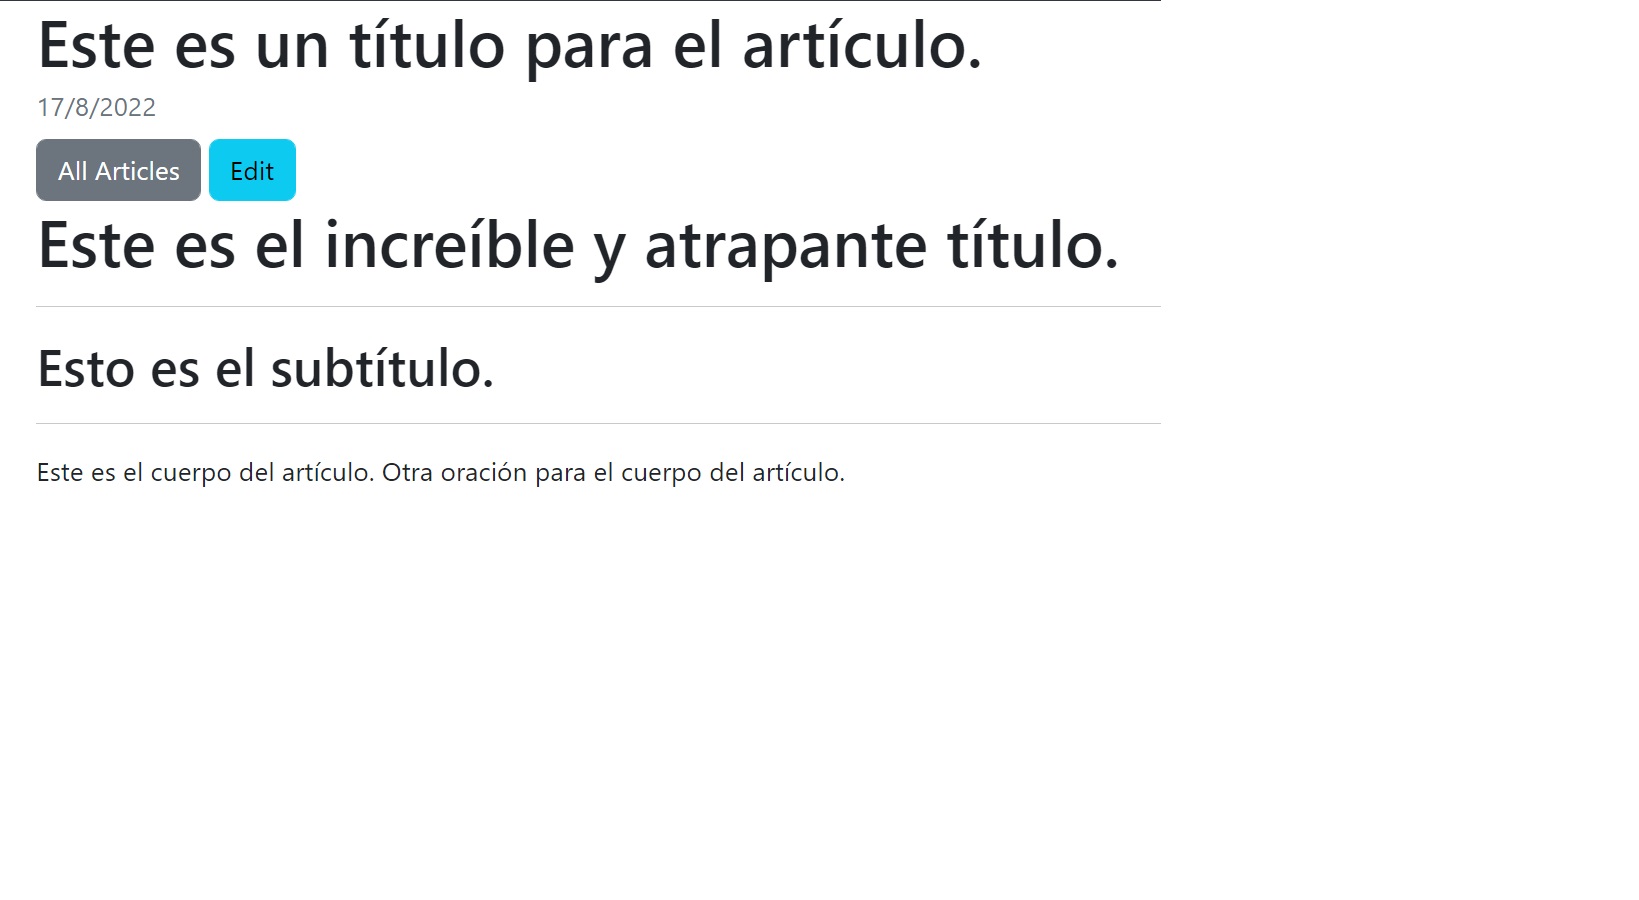 Este es un título para el artículo.
17/8/2022
All Articles Edit
Este es el increíble y atrapante título.
Esto es el subtítulo.
Este es el cuerpo del artículo. Otra oración para el cuerpo del artículo.